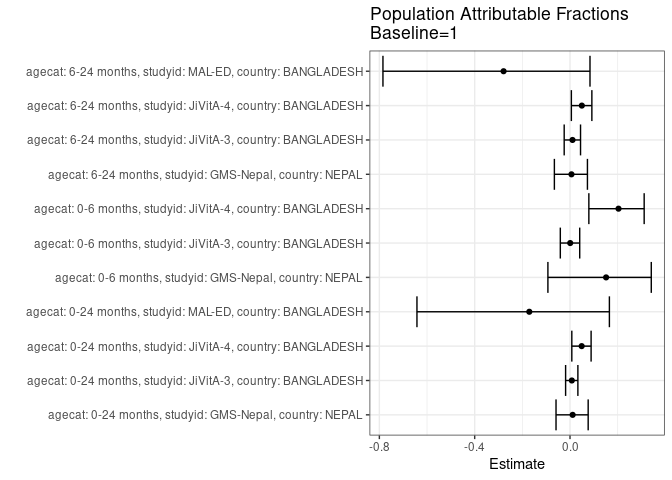 Population Attributable Fractions
Baseline=1
agecat: 6-24 months, studyid: MAL-ED, country: BANGLADESH
agecat: 6-24 months, studyid: JiVitA-4, country: BANGLADESH
agecat: 6-24 months, studyid: JiVitA-3, country: BANGLADESH
agecat: 6-24 months, studyid: GMS-Nepal, country: NEPAL
agecat: 0-6 months, studyid: JiVitA-4, country: BANGLADESH
agecat: 0-6 months, studyid: JiVitA-3, country: BANGLADESH
agecat: 0-6 months, studyid: GMS-Nepal, country: NEPAL
agecat: 0-24 months, studyid: MAL-ED, country: BANGLADESH
agecat: 0-24 months, studyid: JiVitA-4, country: BANGLADESH
agecat: 0-24 months, studyid: JiVitA-3, country: BANGLADESH
agecat: 0-24 months, studyid: GMS-Nepal, country: NEPAL
-0.8 -0.4 0.0
Estimate